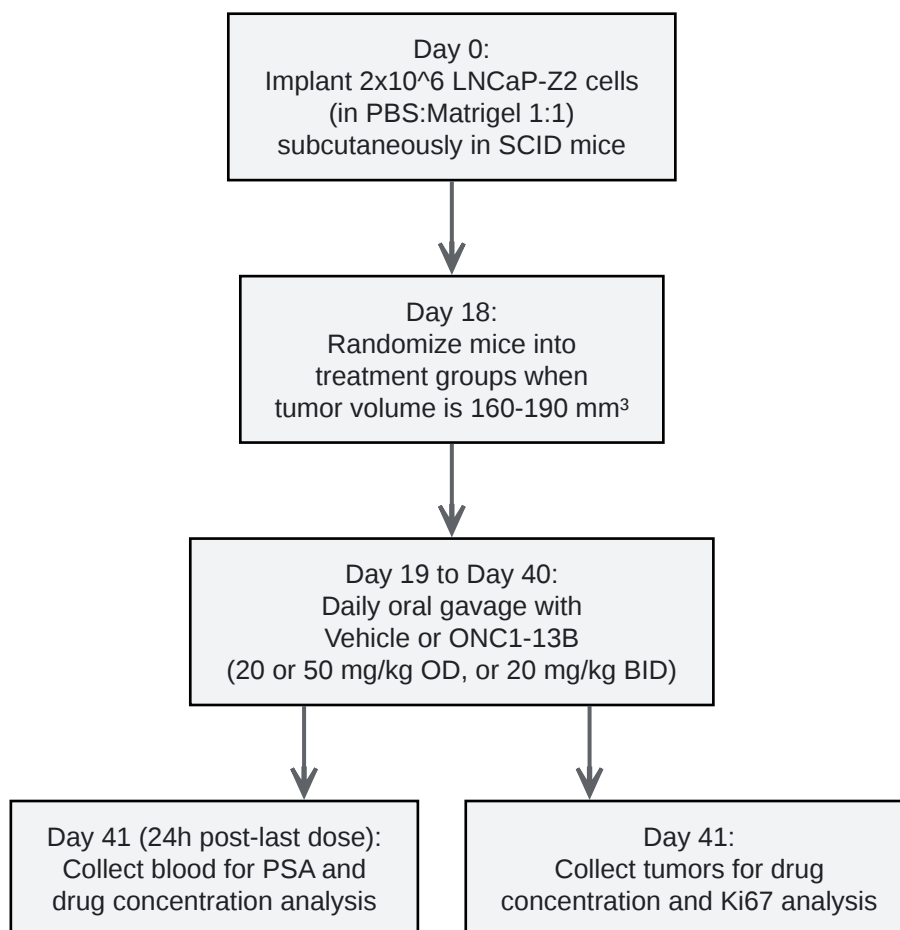 Day 0:
Implant 2x10^6 LNCaP-Z2 cells
(in PBS:Matrigel 1:1)
subcutaneously in SCID mice
Day 18:
Randomize mice into
treatment groups when
tumor volume is 160-190 mm³
Day 19 to Day 40:
Daily oral gavage with
Vehicle or ONC1-13B
(20 or 50 mg/kg OD, or 20 mg/kg BID)
Day 41 (24h post-last dose):
Collect blood for PSA and
drug concentration analysis
Day 41:
Collect tumors for drug
concentration and Ki67 analysis